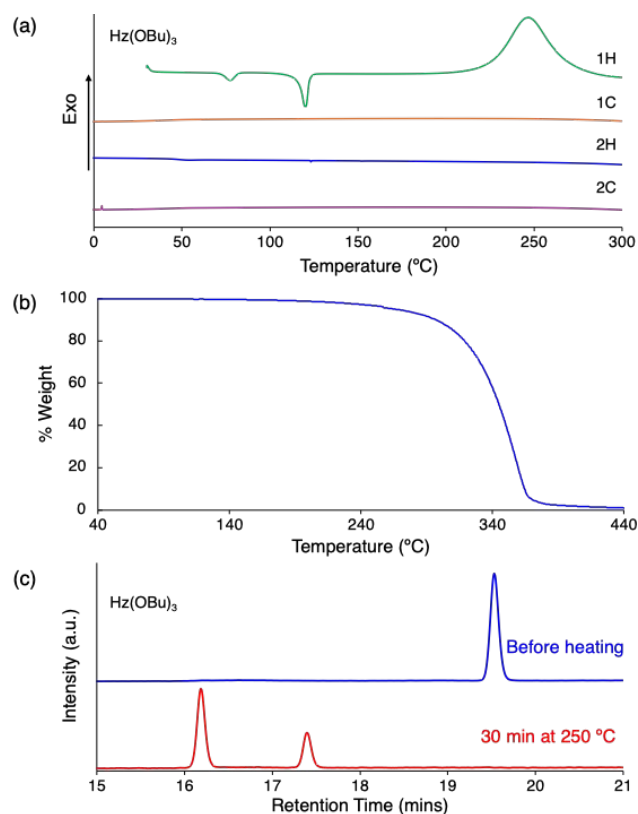 (a)
Hz(OBu)₃
1H
1C
2H
2C
Exo
0 50 100 150 200 250 300
Temperature (ºC)
(b)
100
80
60
40
20
0
% Weight
40 140 240 340 440
Temperature (ºC)
(c)
Hz(OBu)₃
Before heating
30 min at 250 ºC
Intensity (a.u.)
15 16 17 18 19 20 21
Retention Time (mins)